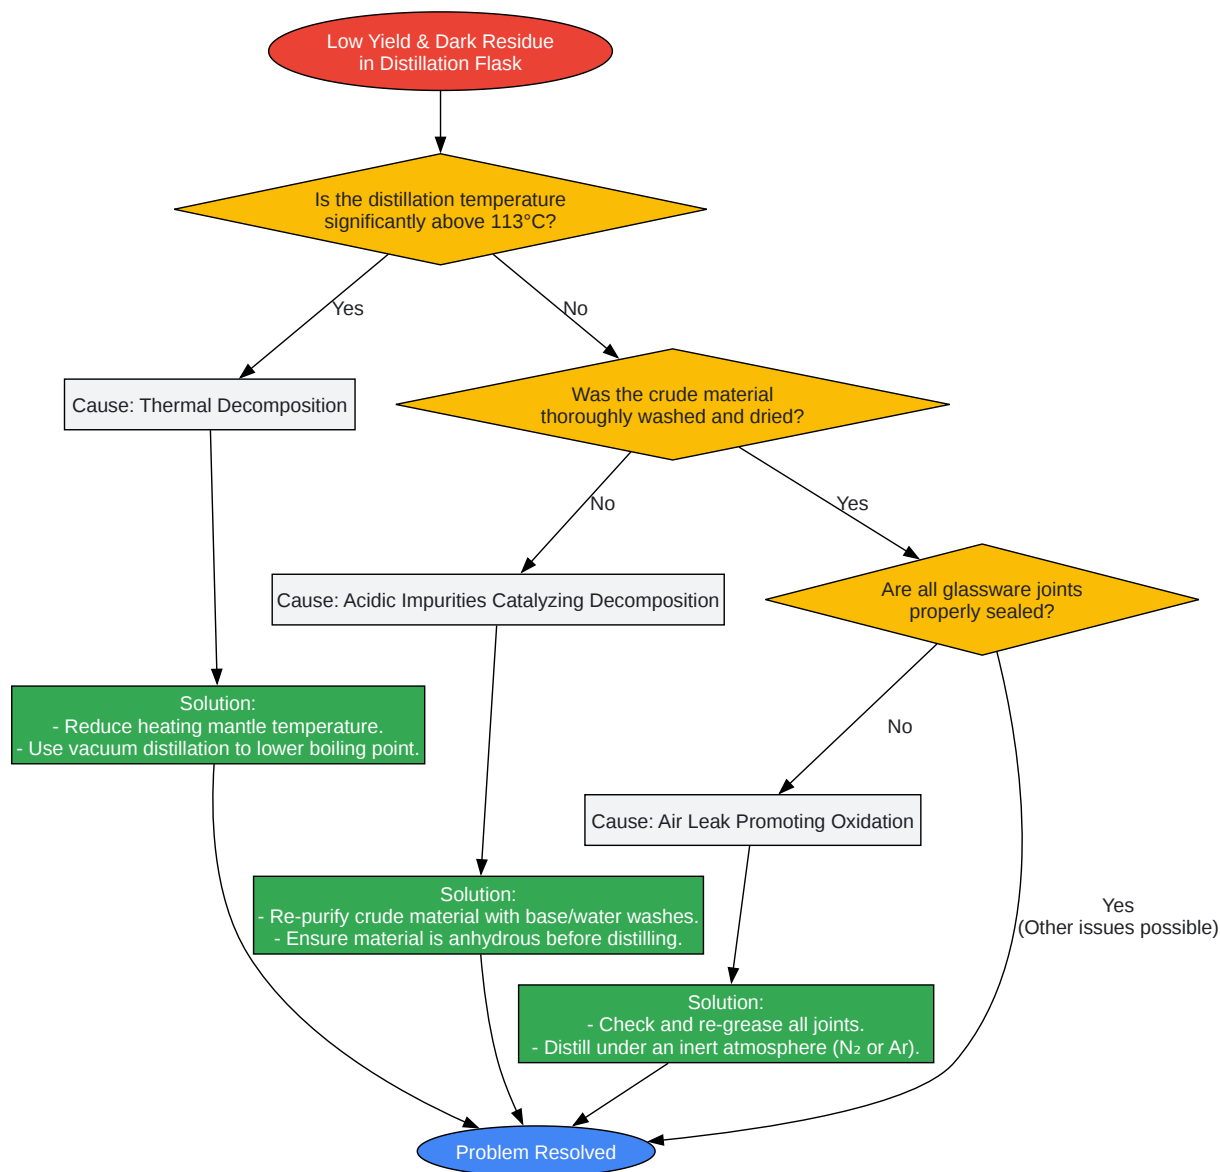 Low Yield & Dark Residue
in Distillation Flask
Is the distillation temperature
significantly above 113°C?
Yes
No
Cause: Thermal Decomposition
Was the crude material
thoroughly washed and dried?
No
Yes
Cause: Acidic Impurities Catalyzing Decomposition
Are all glassware joints
properly sealed?
Solution:
- Reduce heating mantle temperature.
- Use vacuum distillation to lower boiling point.
No
Cause: Air Leak Promoting Oxidation
Yes
(Other issues possible)
Solution:
- Re-purify crude material with base/water washes.
- Ensure material is anhydrous before distilling.
Solution:
- Check and re-grease all joints.
- Distill under an inert atmosphere (N₂ or Ar).
Problem Resolved